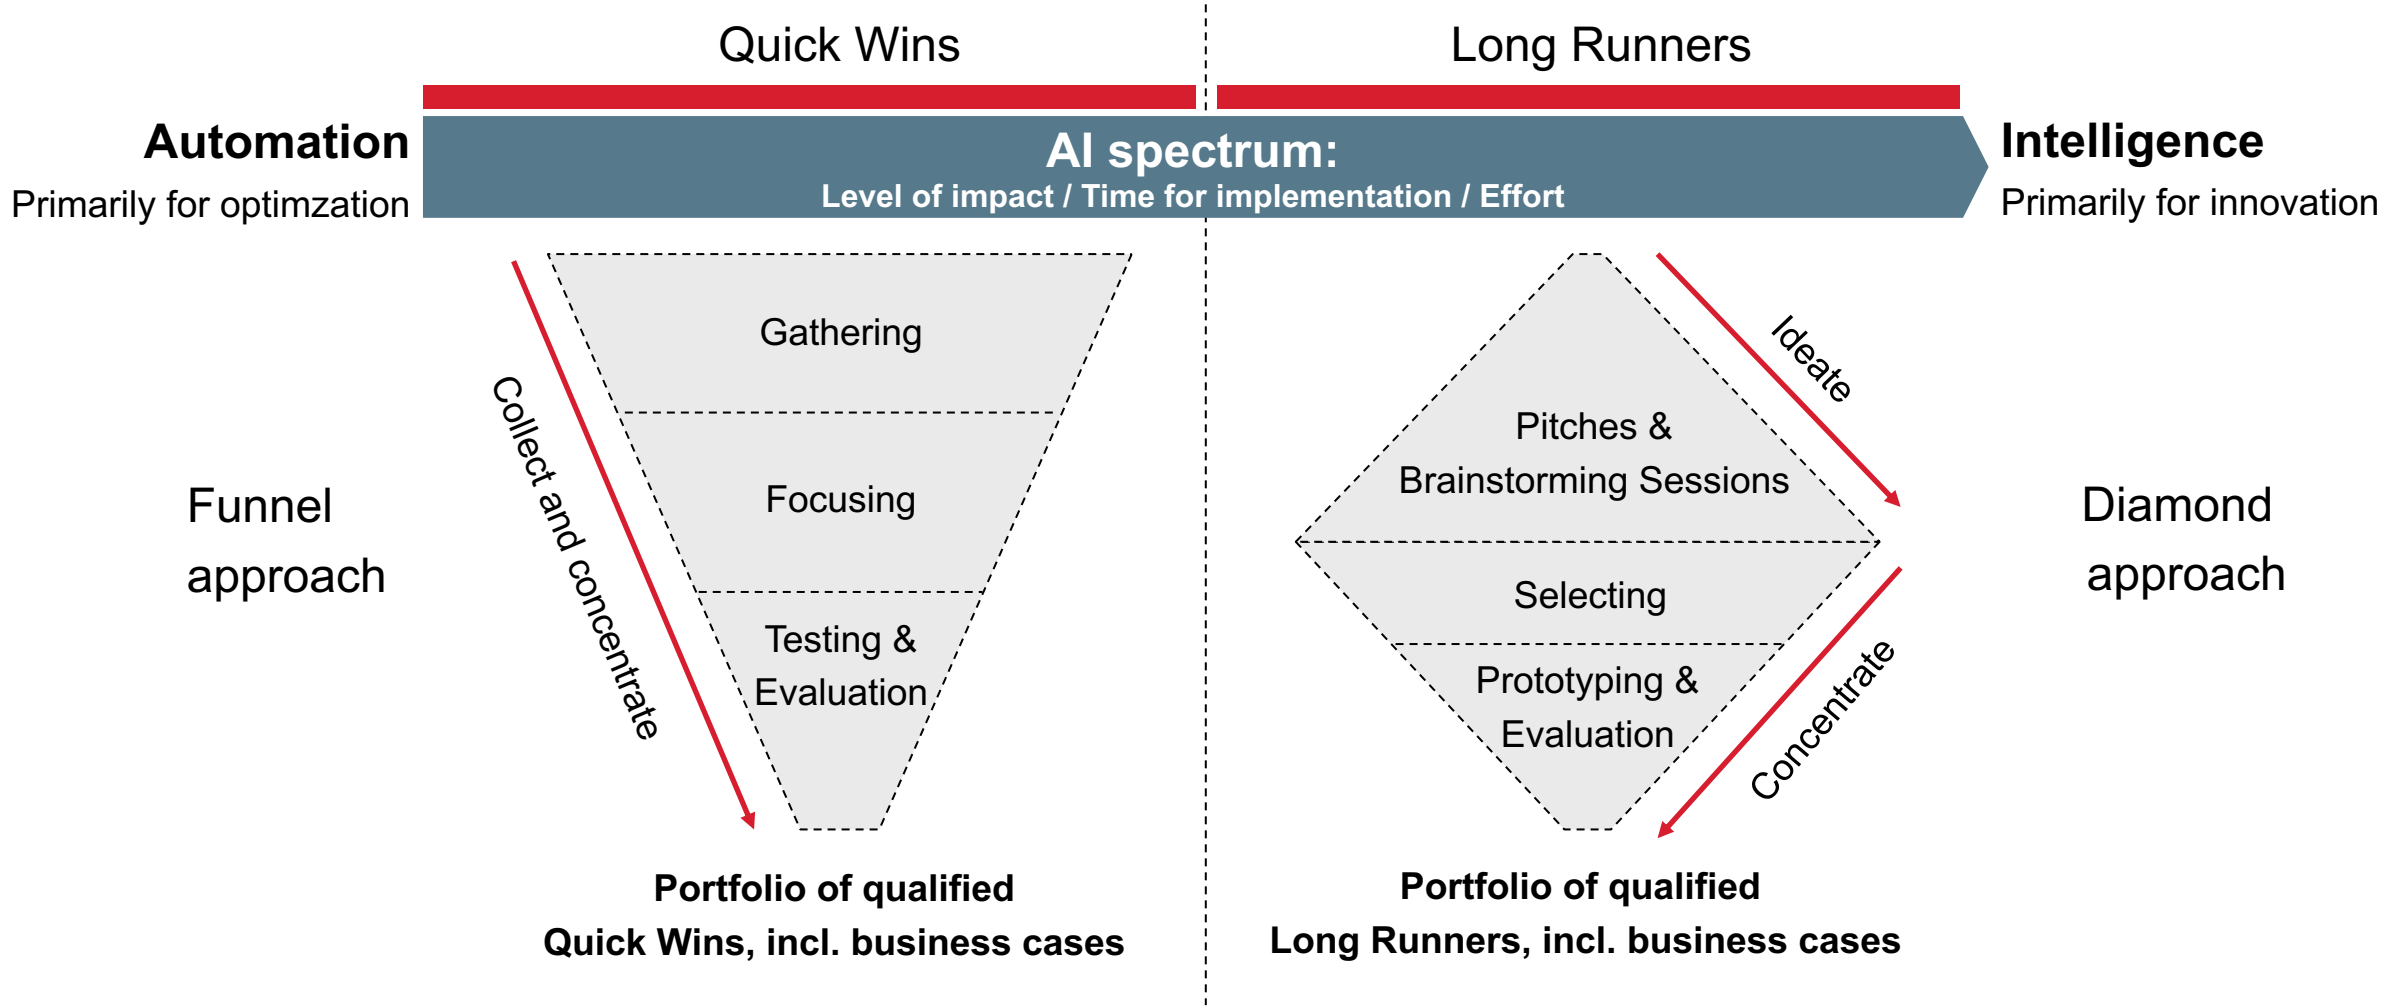 Quick Wins
Long Runners
Automation
Primarily for optimzation
AI spectrum:
Level of impact / Time for implementation / Effort
Intelligence
Primarily for innovation
Funnel
approach
Collect and concentrate
Gathering
Focusing
Testing &
Evaluation
Portfolio of qualified
Quick Wins, incl. business cases
Ideate
Pitches &
Brainstorming Sessions
Selecting
Prototyping &
Evaluation
Concentrate
Diamond
approach
Portfolio of qualified
Long Runners, incl. business cases